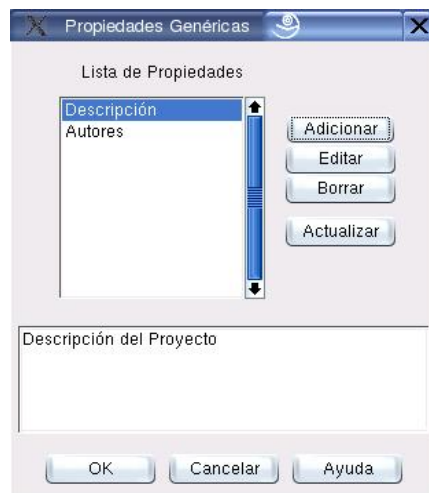 Propiedades Genéricas
Lista de Propiedades
Descripción
Autores
Adicionar
Editar
Borrar
Actualizar
Descripción del Proyecto
OK Cancelar Ayuda